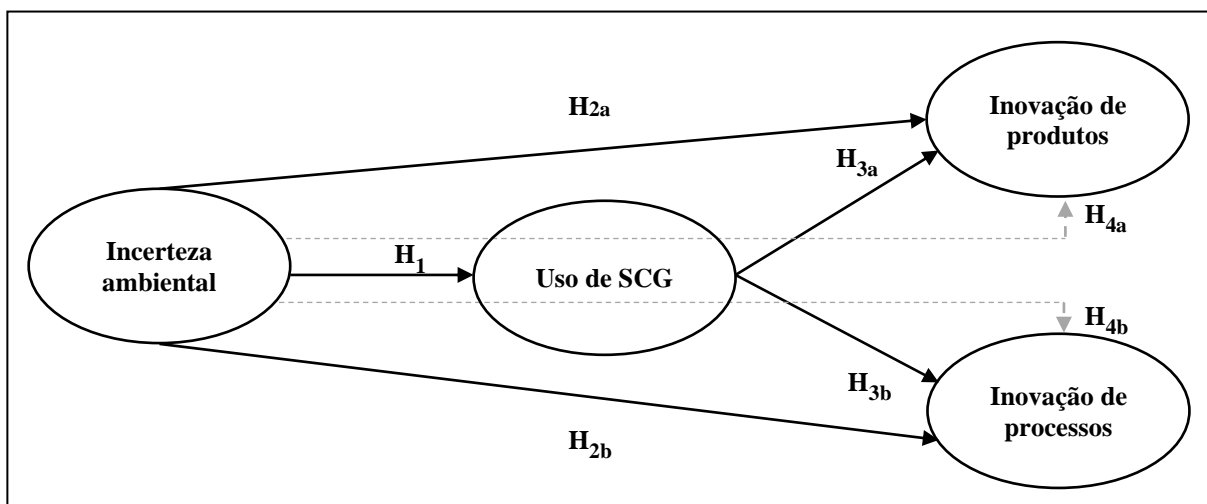 H2a
Inovação de
produtos
H3a
H4a
Incerteza
ambiental
H1
Uso de SCG
H4b
H3b
Inovação de
processos
H2b